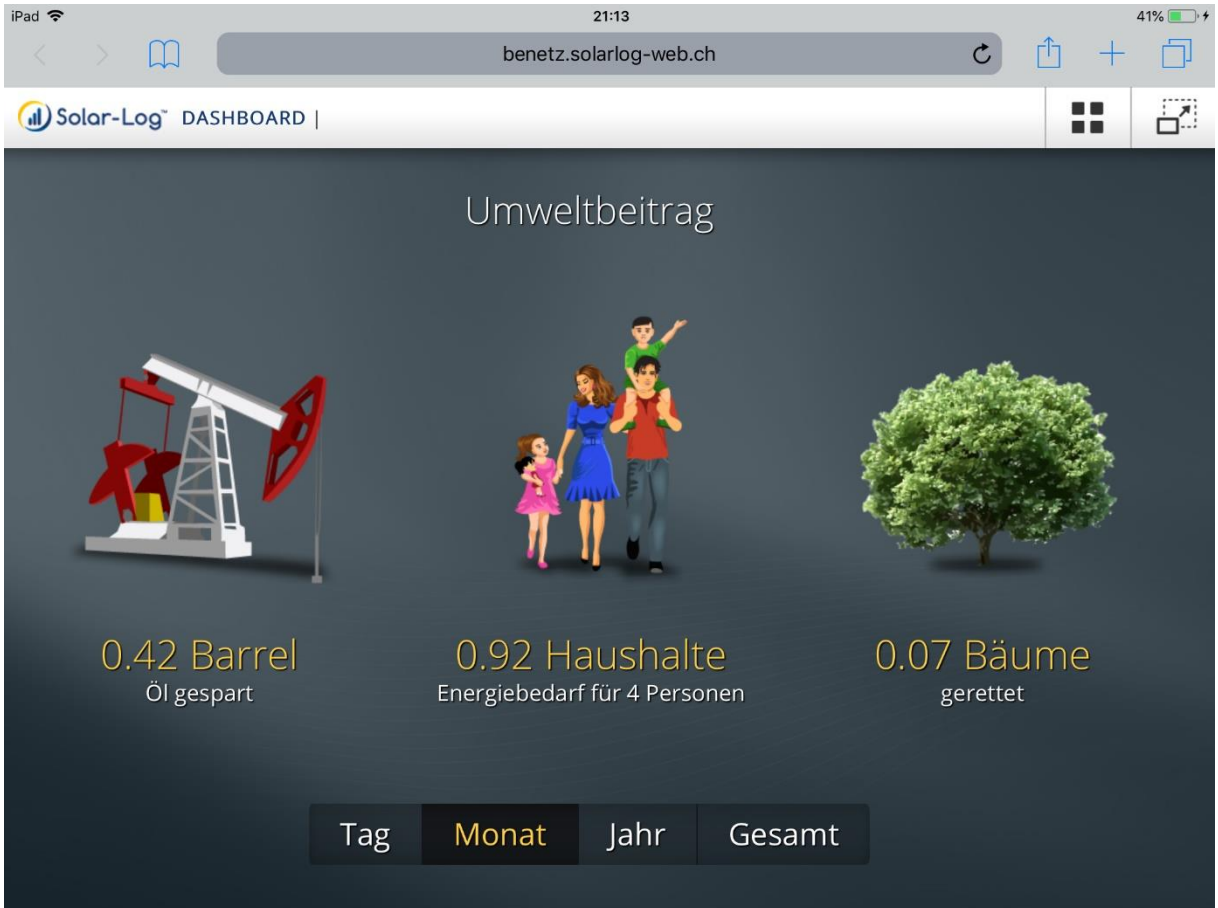 iPad
21:13
41%
benetz.solarlog-web.ch
Solar-Log™ DASHBOARD |
Umweltbeitrag
0.42 Barrel
Öl gespart
0.92 Haushalte
Energiebedarf für 4 Personen
0.07 Bäume
gerettet
Tag
Monat
Jahr
Gesamt